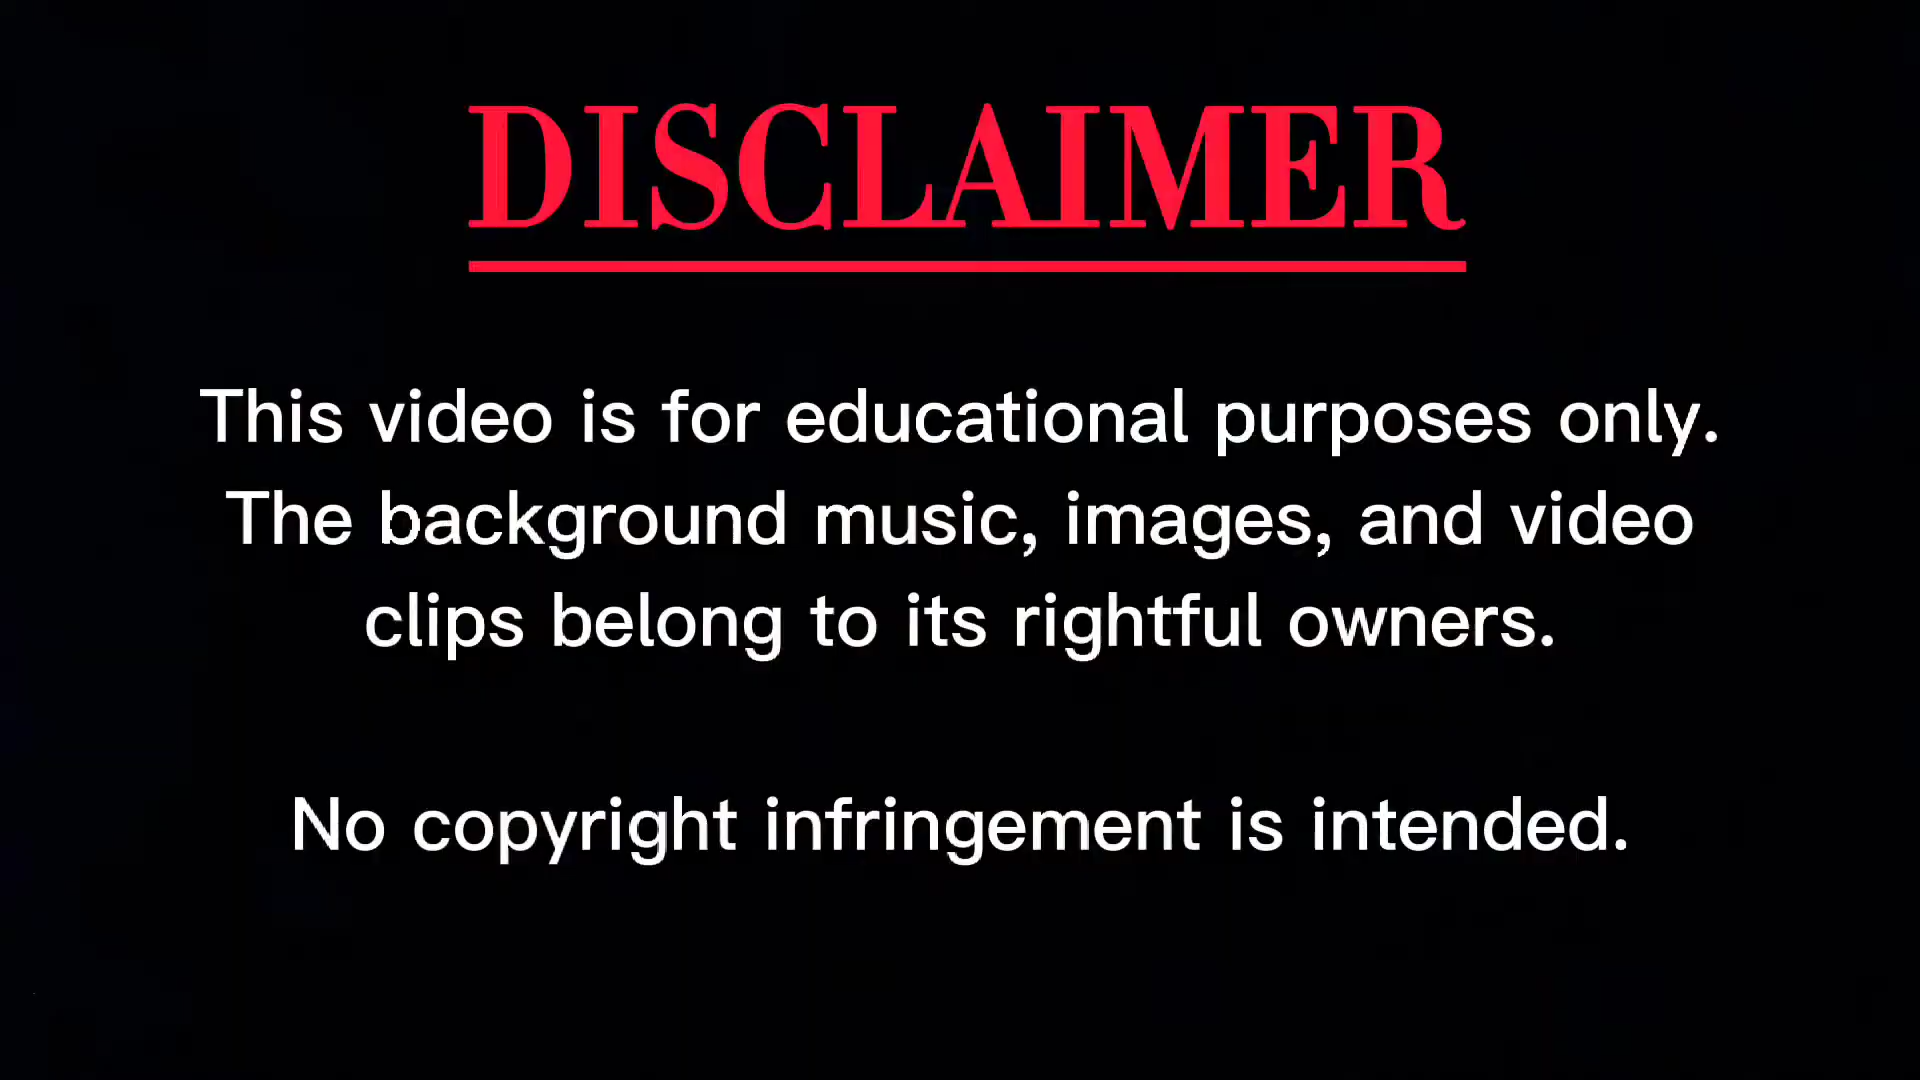 DISCLAIMER
This video is for educational purposes only.
The background music, images, and video
clips belong to its rightful owners.
No copyright infringement is intended.